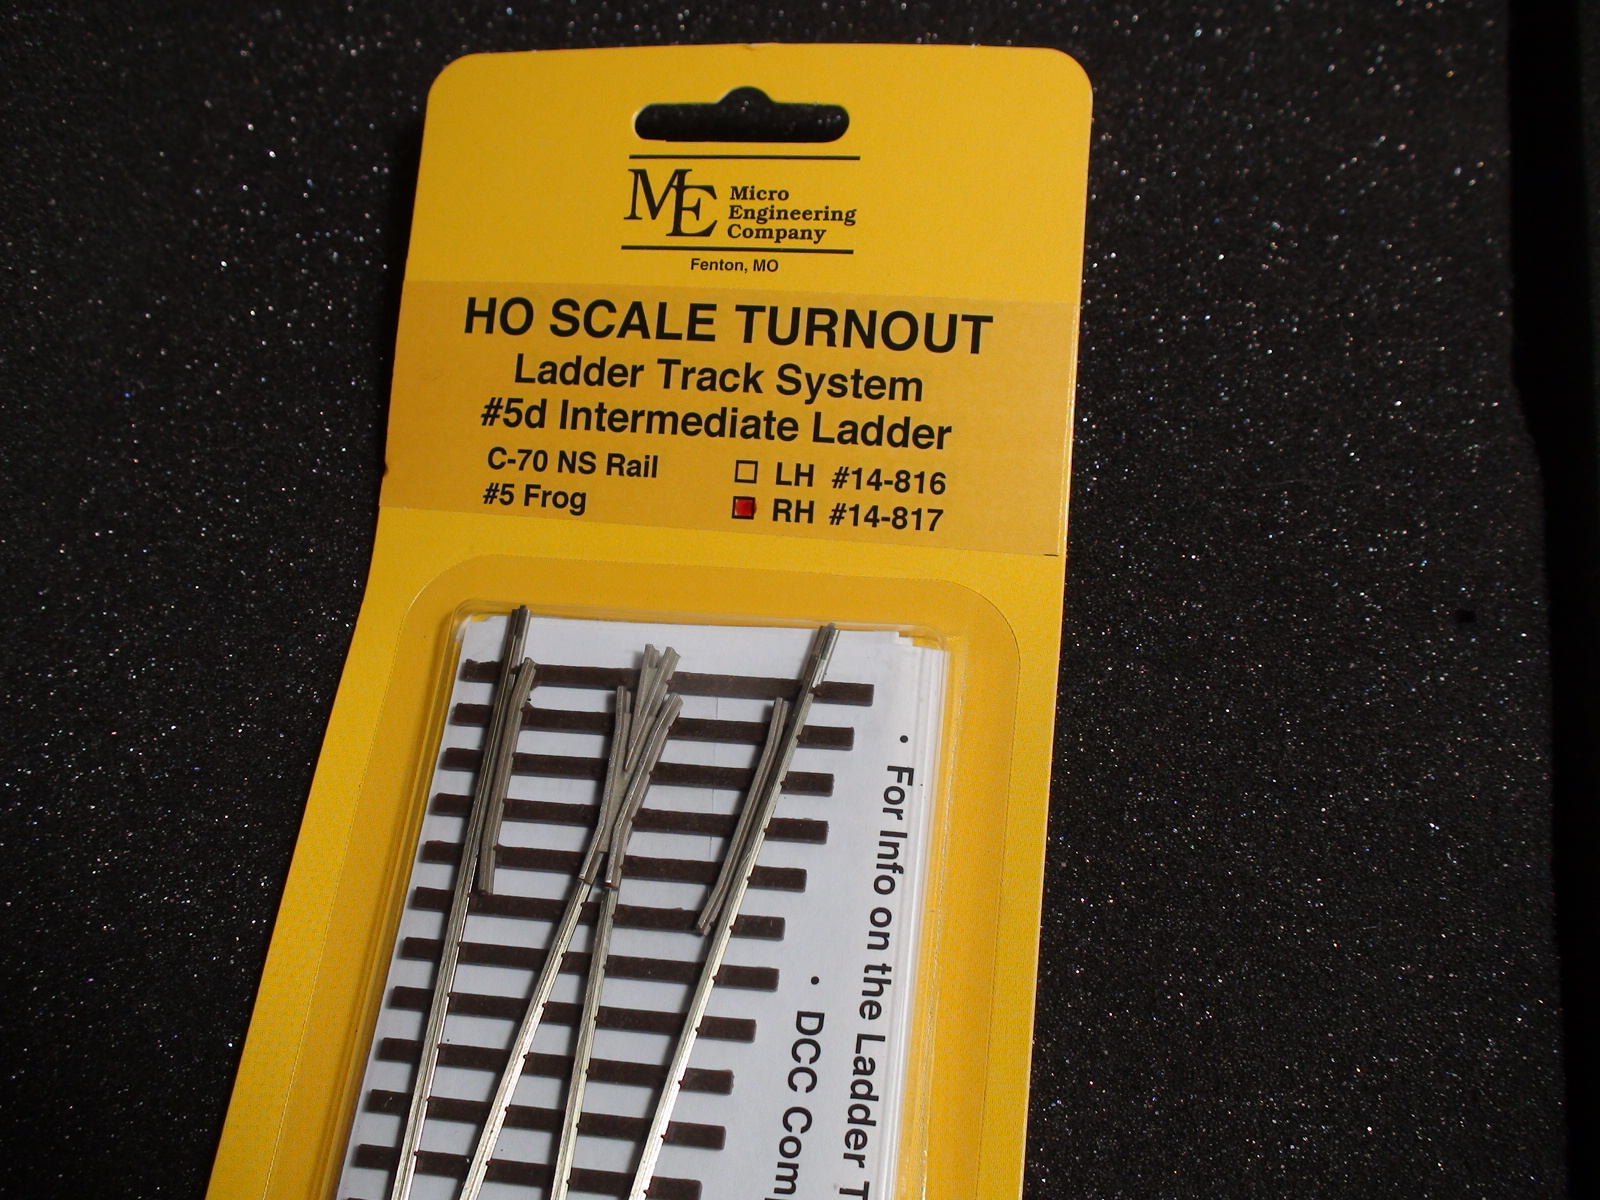 ME Micro
Engineering
Company
Fenton, MO
HO SCALE TURNOUT
Ladder Track System
#5d Intermediate Ladder
C-70 NS Rail
#5 Frog
LH #14-816
RH #14-817
• For Info on the Ladder T
• DCC Com